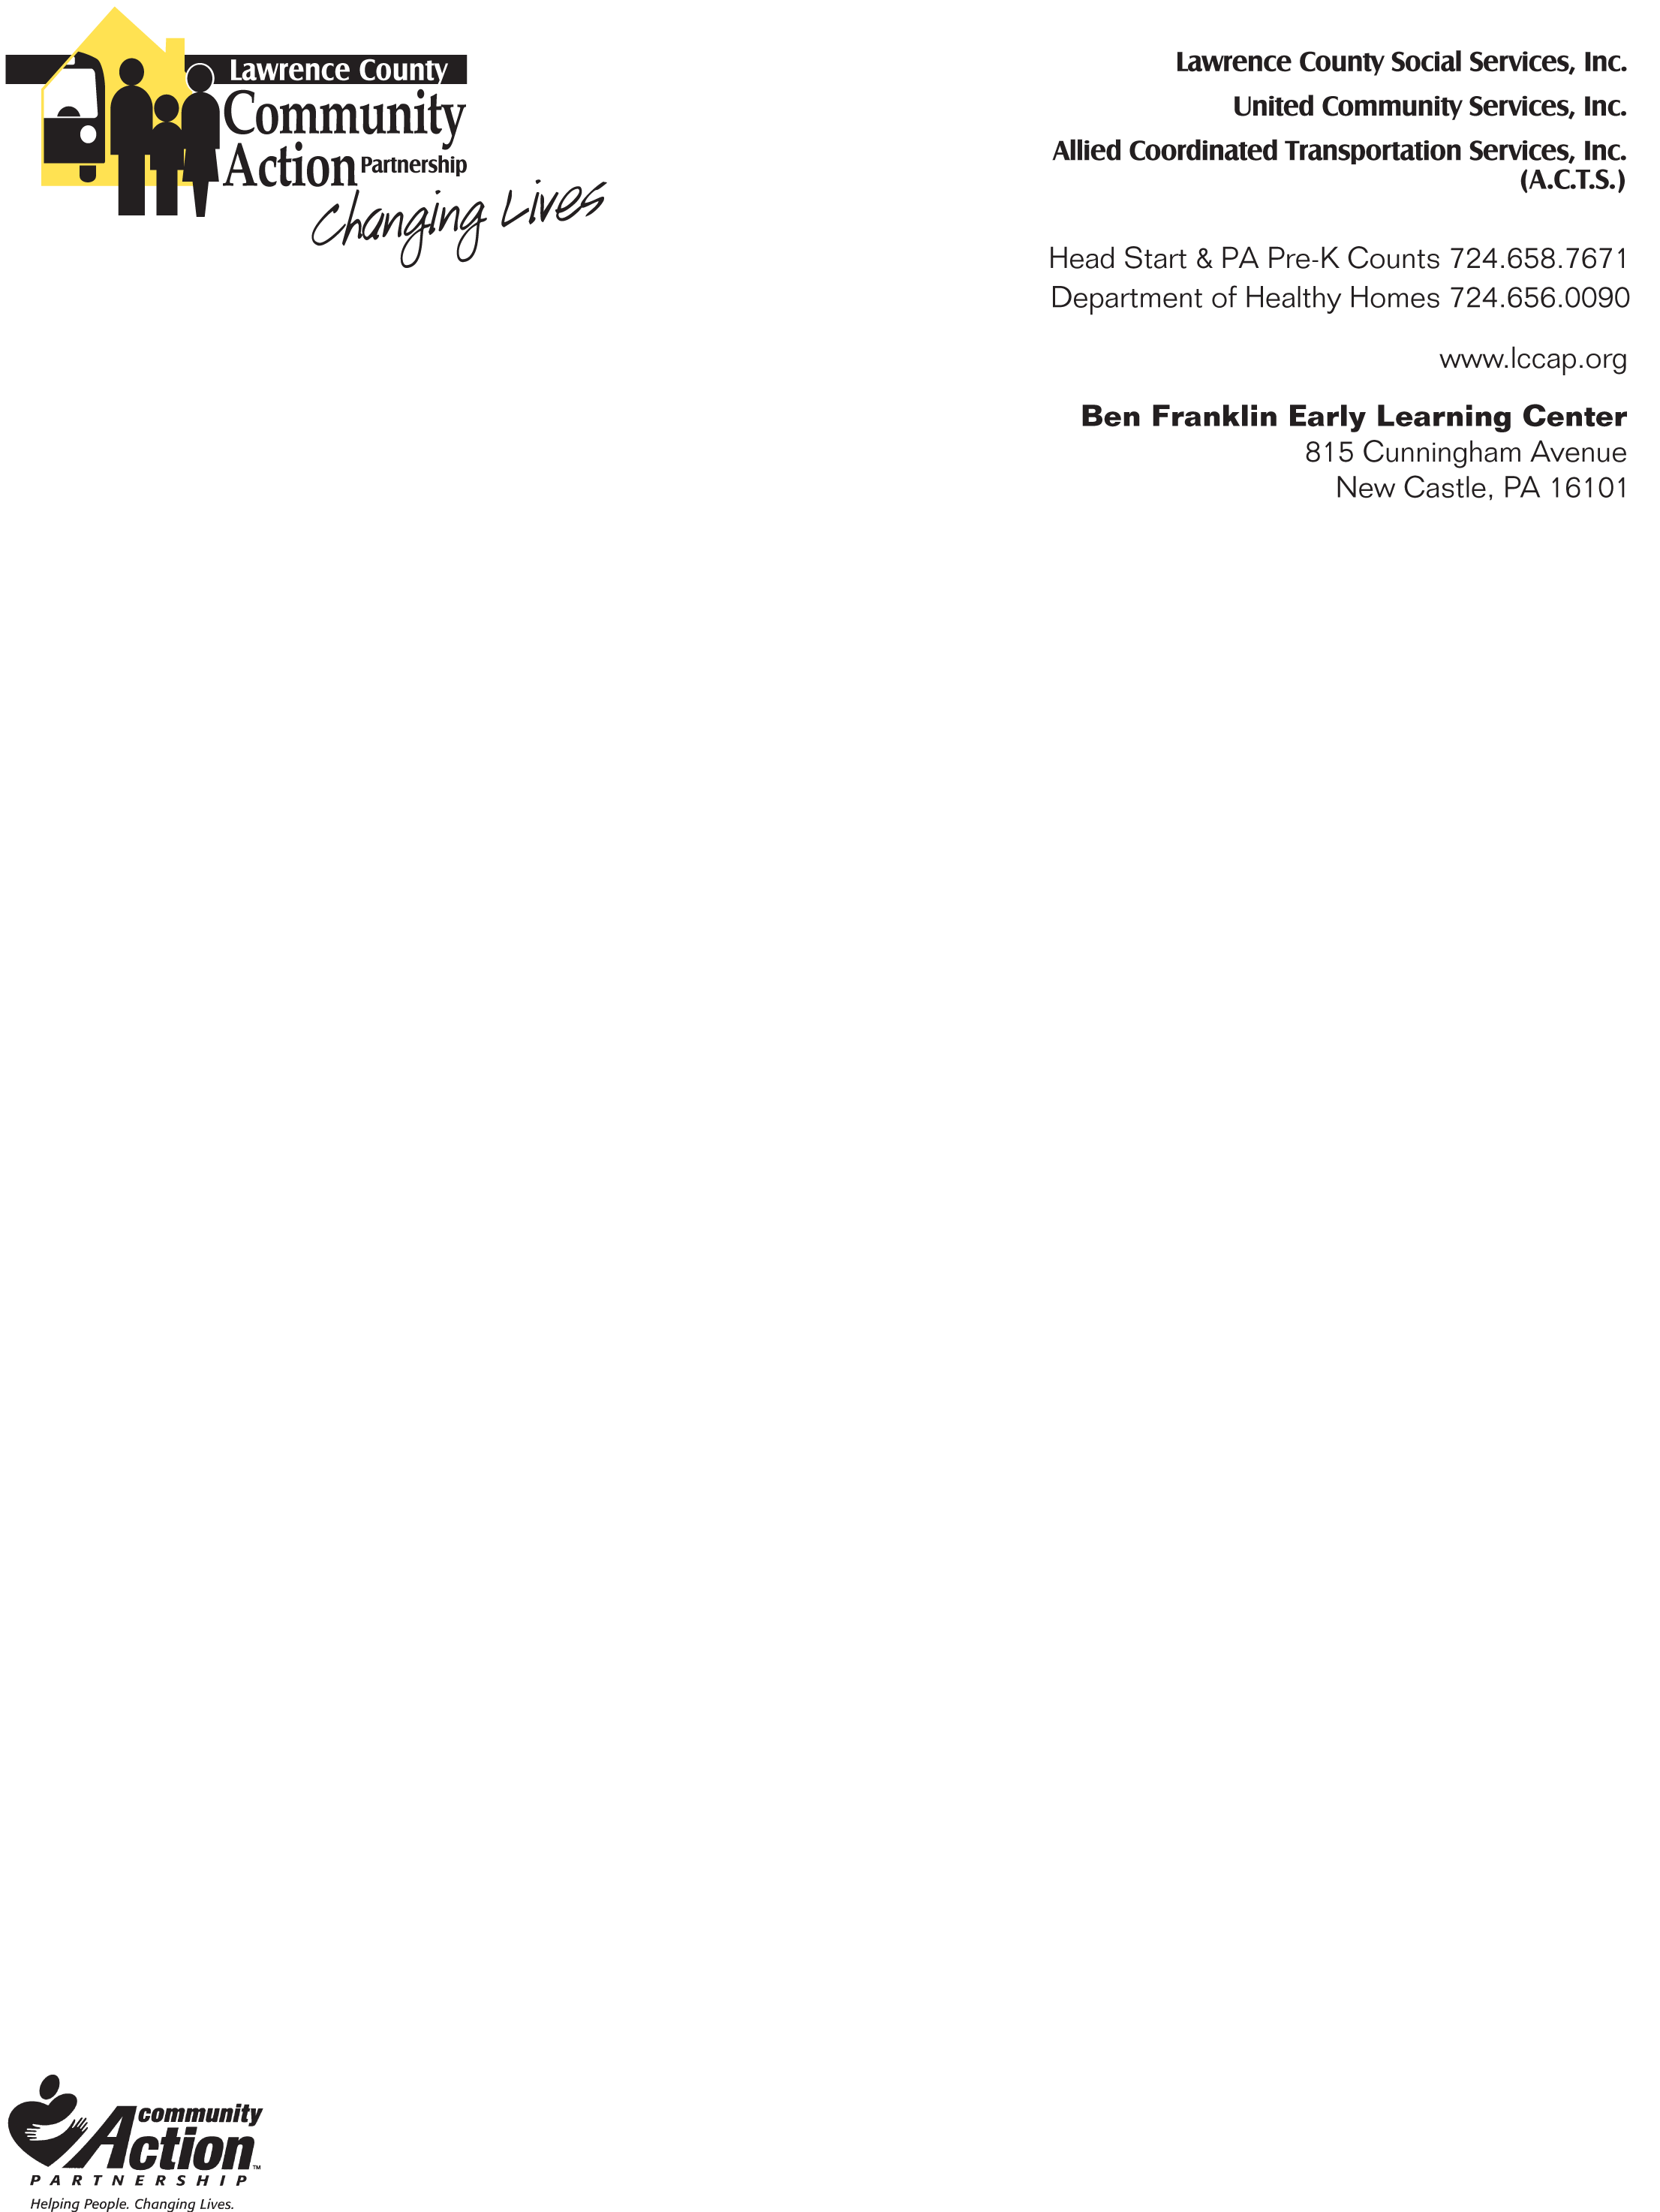 Lawrence County
Community
Action Partnership
Changing Lives
Lawrence County Social Services, Inc.
United Community Services, Inc.
Allied Coordinated Transportation Services, Inc.
(A.C.T.S.)
Head Start & PA Pre-K Counts 724.658.7671
Department of Healthy Homes 724.656.0090
www.lccap.org
Ben Franklin Early Learning Center
815 Cunningham Avenue
New Castle, PA 16101
community
Action™
PARTNERSHIP
Helping People. Changing Lives.